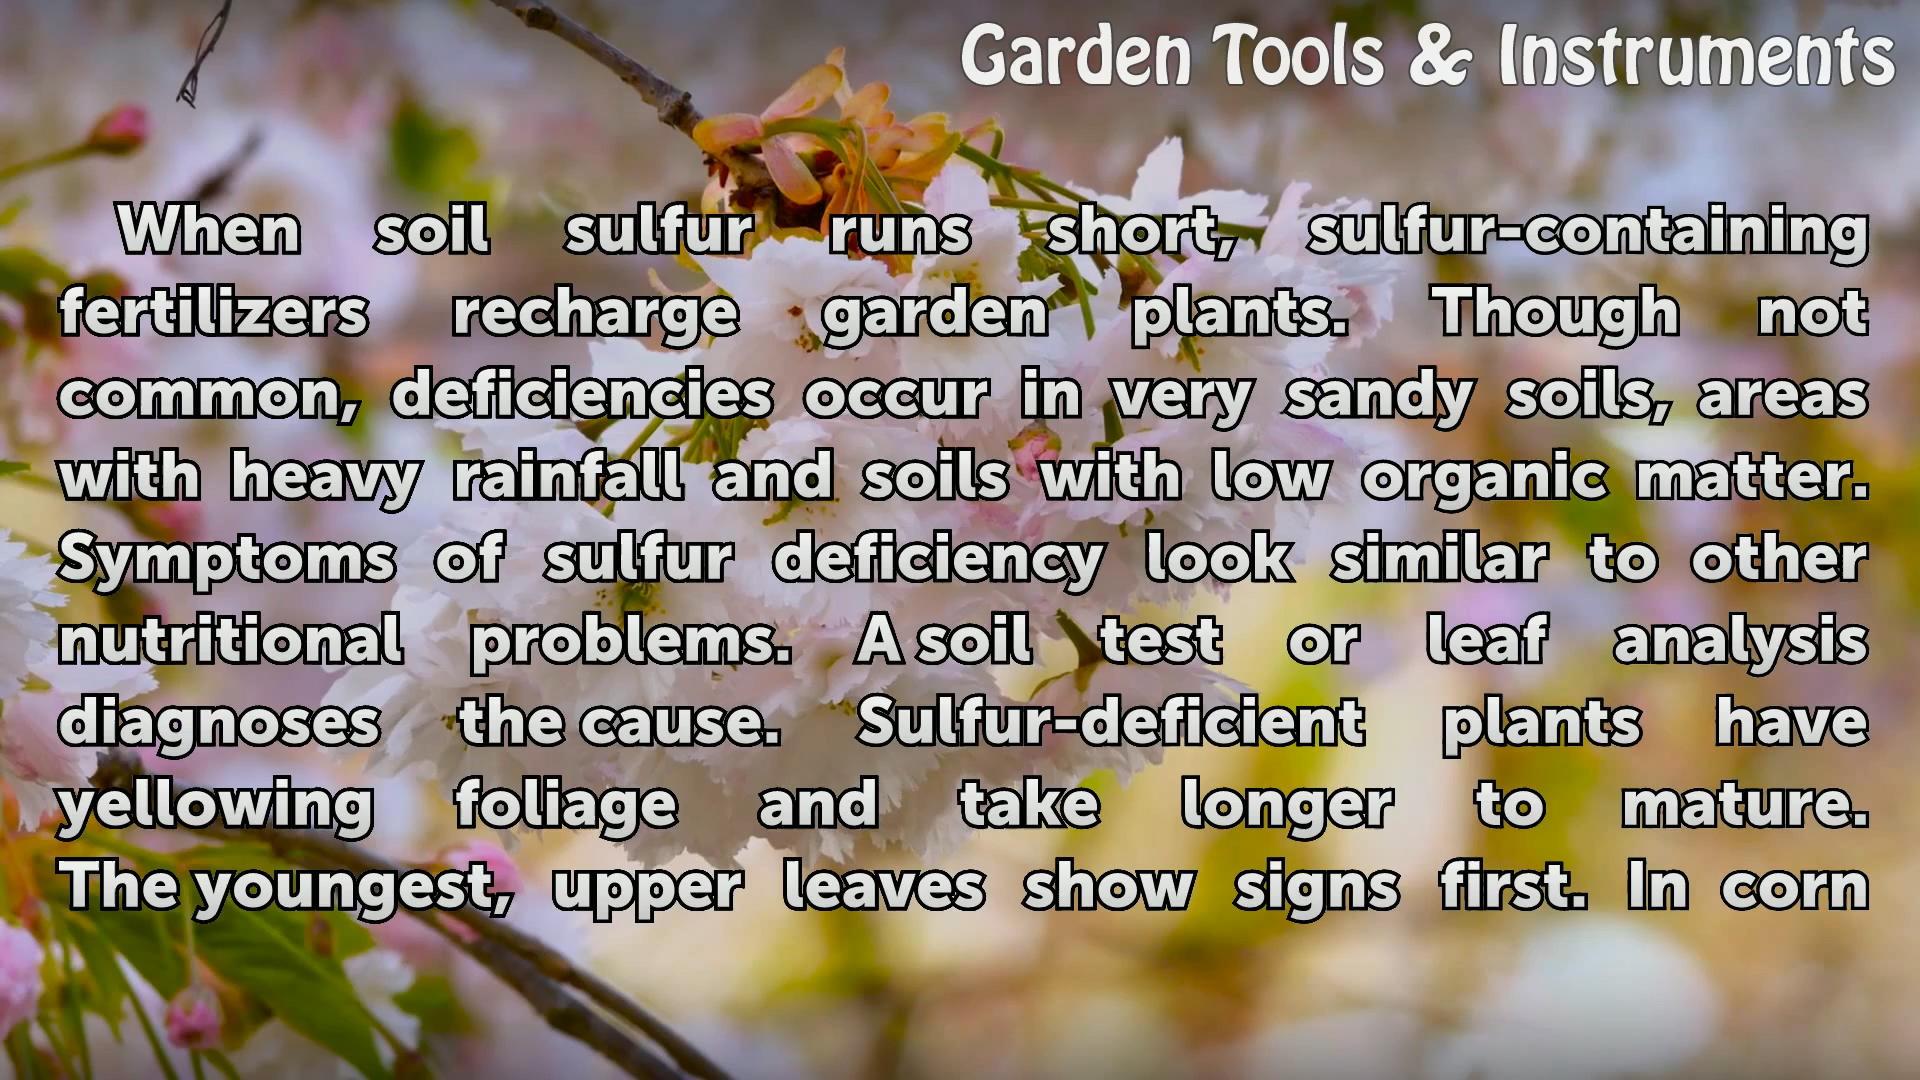 Garden Tools & Instruments
When soil sulfur runs short, sulfur-containing
fertilizers recharge garden plants. Though not
common, deficiencies occur in very sandy soils, areas
with heavy rainfall and soils with low organic matter.
Symptoms of sulfur deficiency look similar to other
nutritional problems. A soil test or leaf analysis
diagnoses the cause. Sulfur-deficient plants have
yellowing foliage and take longer to mature.
The youngest, upper leaves show signs first. In corn